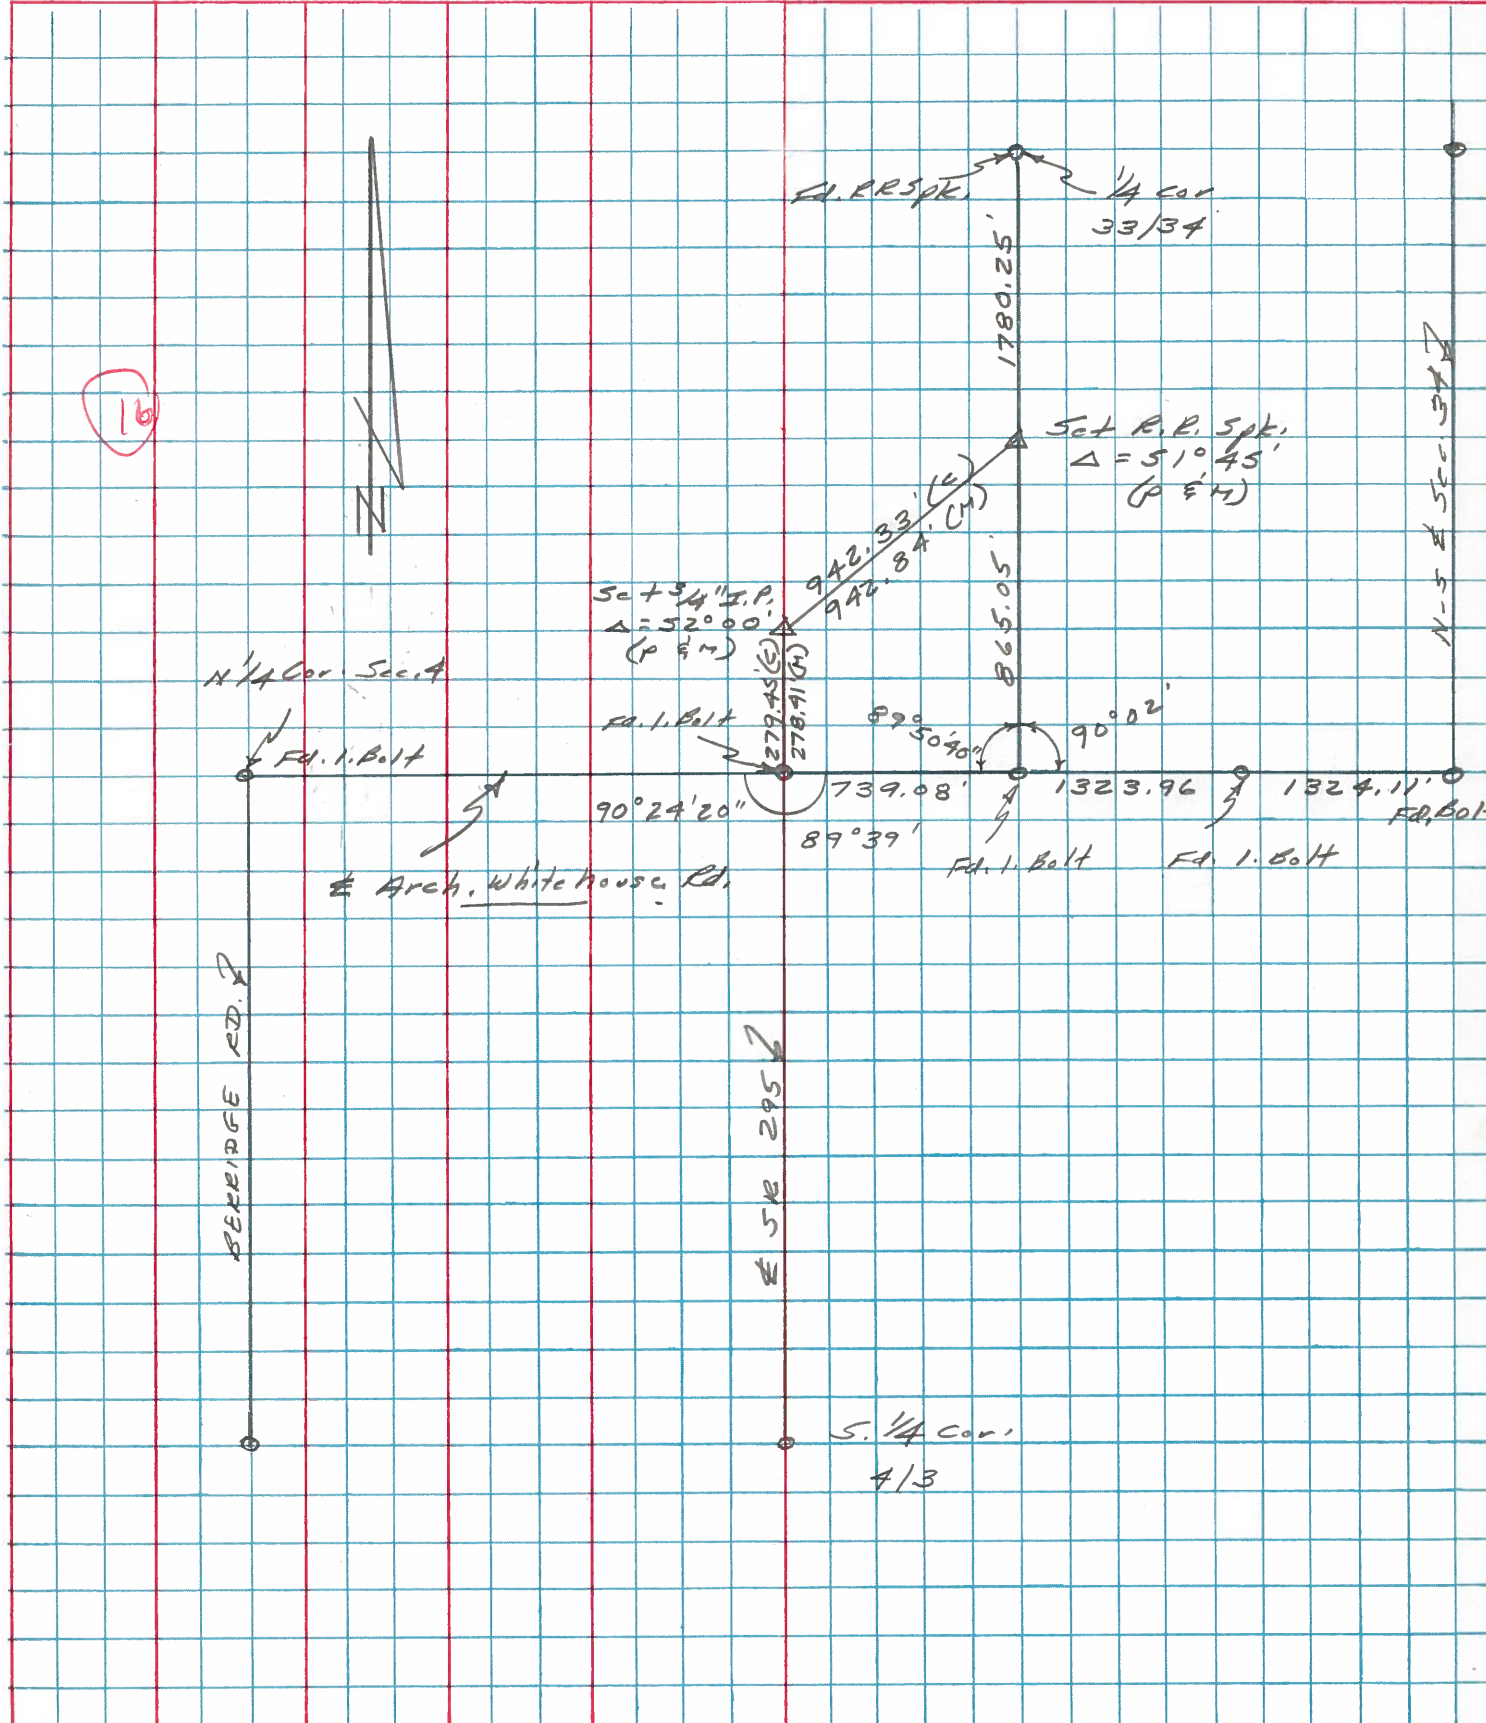 Fd. RR Spk.
1/4 cor
33/34
1780.25'
16
N
Set R.R. Spk.
Δ = 51° 45'
(P & M)
N-S ℄ Sec. 34
942.33' (C)
942.84' (M)
865.05'
Set 3/4" I.P.
Δ = 52° 00'
(P & M)
279.45' (C)
278.91 (M)
N 1/4 Cor. Sec. 4
Fd. I. Bolt
Fd. I. Bolt
89° 50' 40"
90° 02'
90° 24' 20"
739.08'
1323.96
1324.11'
Fd. Bolt
89° 39'
Fd. I. Bolt
Fd. I. Bolt
℄ Arch. Whitehouse Rd.
BERRIDGE RD.
℄ SR 295
S. 1/4 Cor.
4/3